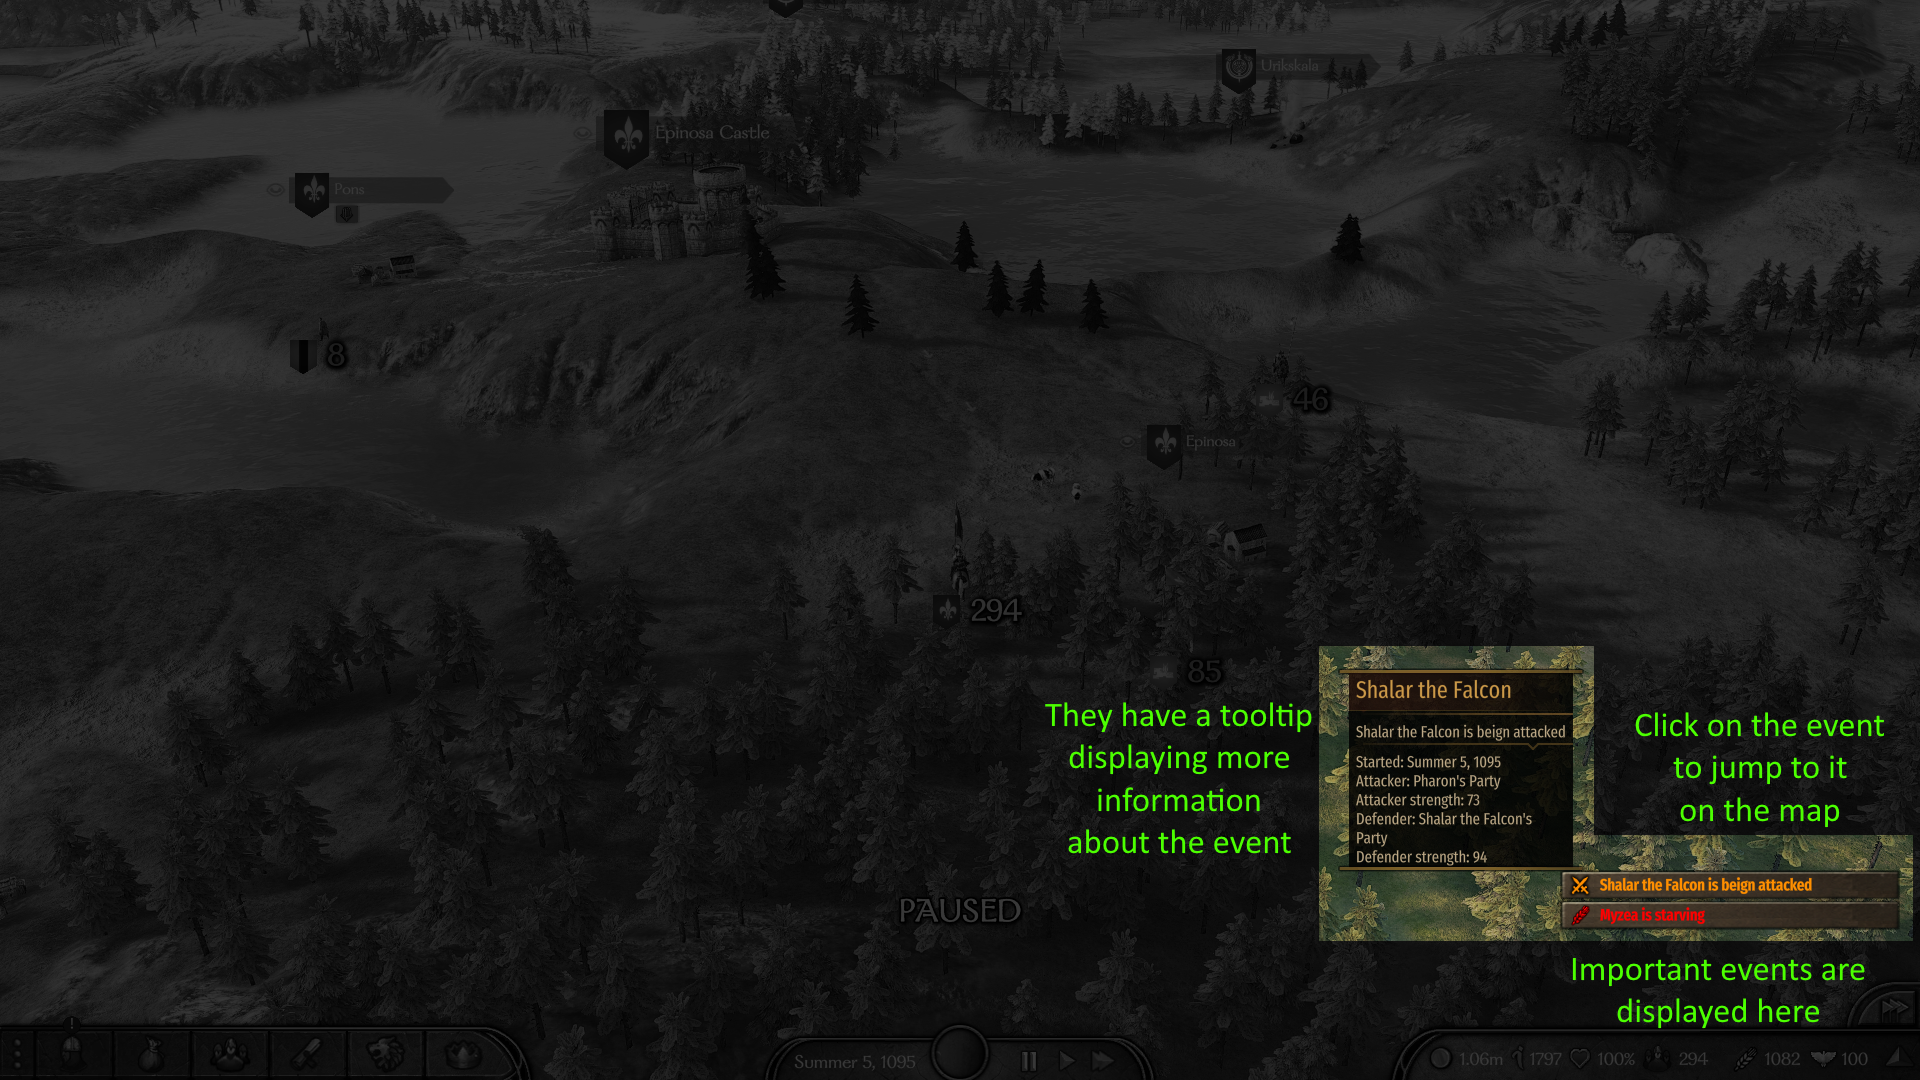 Urikskala
Epinosa Castle
Pons
8
46
Epinosa
294
85
They have a tooltip
displaying more
information
about the event
Shalar the Falcon
Shalar the Falcon is beign attacked
Started: Summer 5, 1095
Attacker: Pharon's Party
Attacker strength: 73
Defender: Shalar the Falcon's
Party
Defender strength: 94
Click on the event
to jump to it
on the map
Shalar the Falcon is beign attacked
Myzea is starving
PAUSED
Important events are
displayed here
Summer 5, 1095
1.06m 1797 100% 294 1082 100